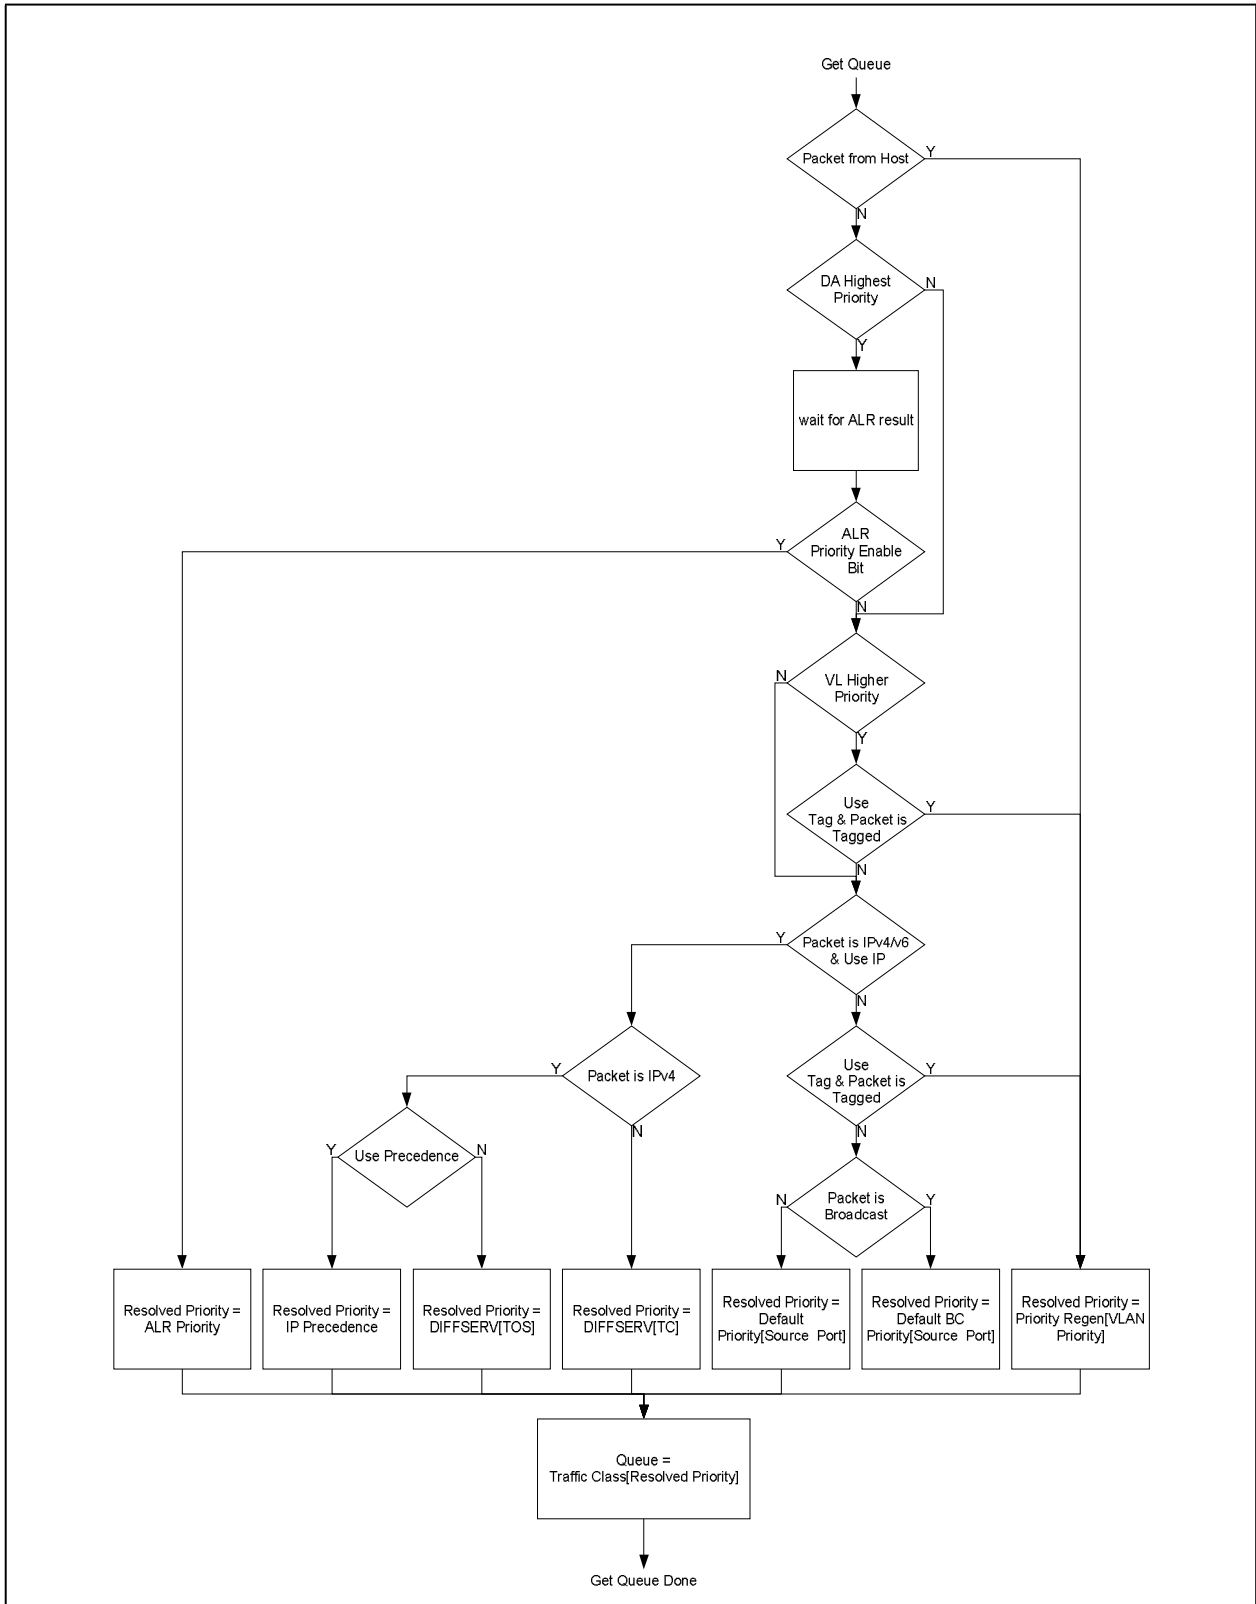 Get Queue
Packet from Host
Y
N
DA Highest
Priority
N
Y
wait for ALR result
ALR
Priority Enable
Bit
Y
N
VL Higher
Priority
N
Y
Use
Tag & Packet is
Tagged
Y
N
Packet is IPv4/v6
& Use IP
Y
N
Packet is IPv4
Y
N
Use
Tag & Packet is
Tagged
Y
N
Use Precedence
Y
N
Packet is
Broadcast
N
Y
Resolved Priority =
ALR Priority
Resolved Priority =
IP Precedence
Resolved Priority =
DIFFSERV[TOS]
Resolved Priority =
DIFFSERV[TC]
Resolved Priority =
Default
Priority[Source Port]
Resolved Priority =
Default BC
Priority[Source Port]
Resolved Priority =
Priority Regen[VLAN
Priority]
Queue =
Traffic Class[Resolved Priority]
Get Queue Done